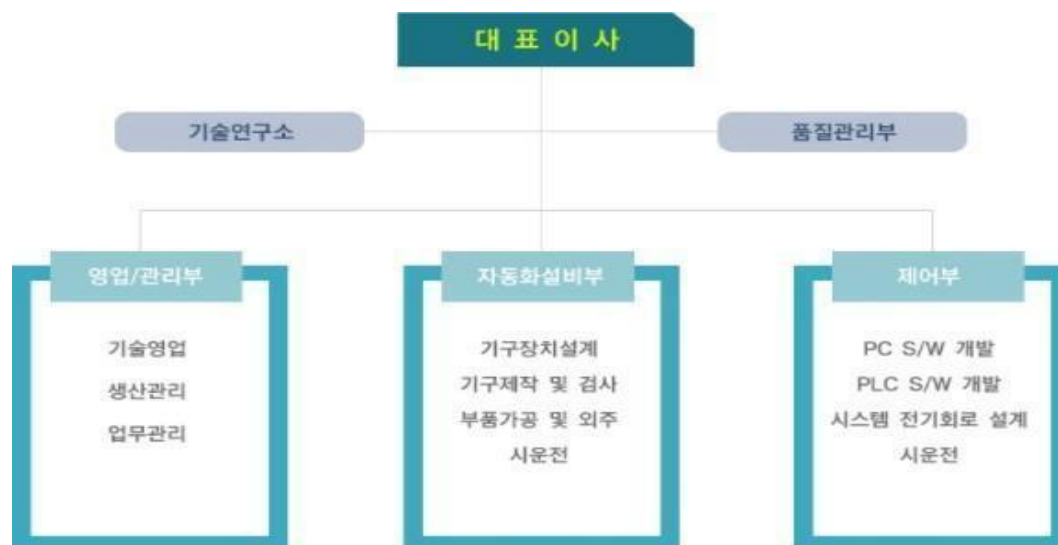 대 표 이 사
기술연구소
품질관리부
영업/관리부
기술영업
생산관리
업무관리
자동화설비부
기구장치설계
기구제작 및 검사
부품가공 및 외주
시운전
제어부
PC S/W 개발
PLC S/W 개발
시스템 전기회로 설계
시운전